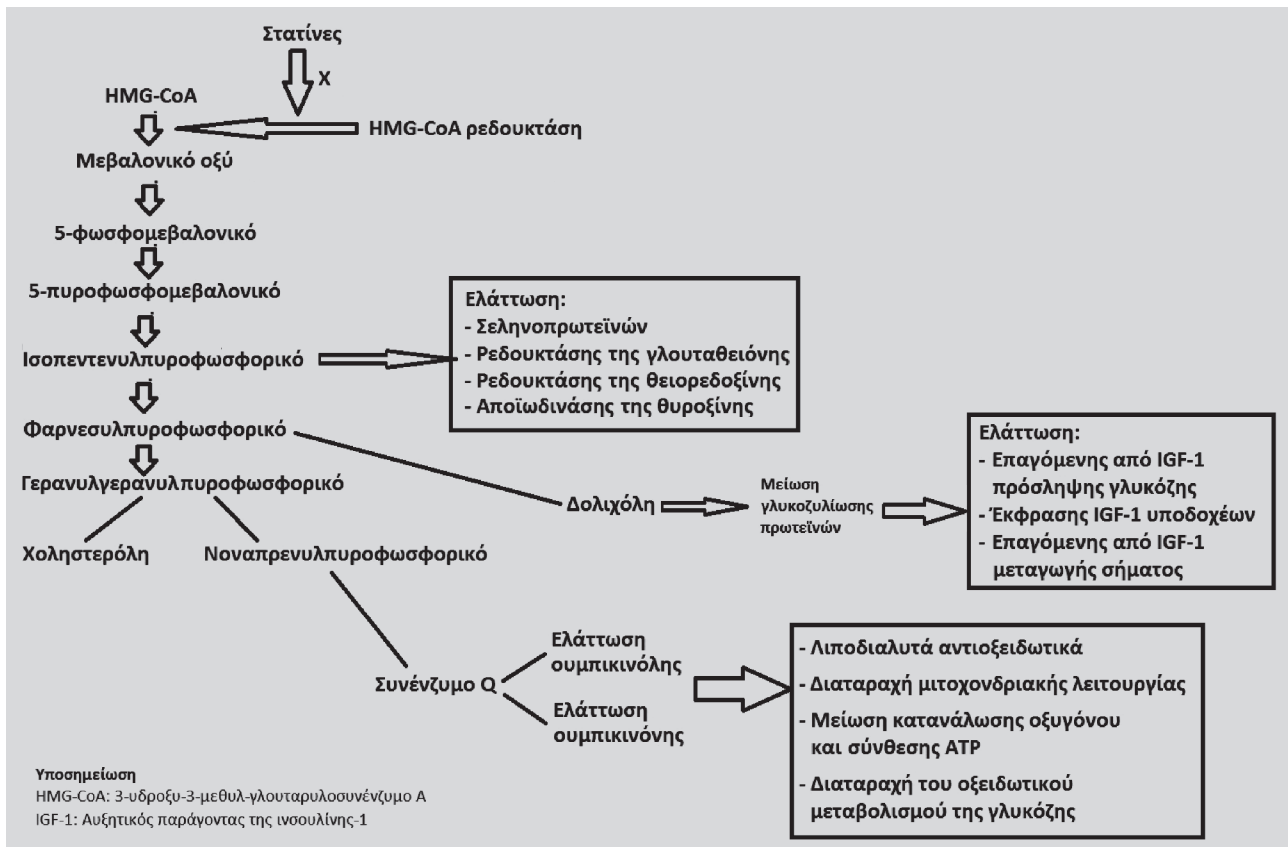 Στατίνες
X
HMG-CoA
HMG-CoA ρεδουκτάση
Μεβαλονικό οξύ
5-φωσφομεβαλονικό
5-πυροφωσφομεβαλονικό
Ισοπεντενυλπυροφωσφορικό
Ελάττωση:
- Σεληνοπρωτεϊνών
- Ρεδουκτάσης της γλουταθειόνης
- Ρεδουκτάσης της θειορεδοξίνης
- Αποϊωδινάσης της θυροξίνης
Φαρνεσυλπυροφωσφορικό
Γερανυλγερανυλπυροφωσφορικό
Δολιχόλη
Μείωση
γλυκοζυλίωσης
πρωτεϊνών
Ελάττωση:
- Επαγόμενης από IGF-1
πρόσληψης γλυκόζης
- Έκφρασης IGF-1 υποδοχέων
- Επαγόμενης από IGF-1
μεταγωγής σήματος
Χοληστερόλη
Νοναπρενυλπυροφωσφορικό
Συνένζυμο Q
Ελάττωση
ουμπικινόλης
Ελάττωση
ουμπικινόνης
- Λιποδιαλυτά αντιοξειδωτικά
- Διαταραχή μιτοχονδριακής λειτουργίας
- Μείωση κατανάλωσης οξυγόνου
και σύνθεσης ATP
- Διαταραχή του οξειδωτικού
μεταβολισμού της γλυκόζης
Υποσημείωση
HMG-CoA: 3-υδροξυ-3-μεθυλ-γλουταρυλοσυνένζυμο Α
IGF-1: Αυξητικός παράγοντας της ινσουλίνης-1